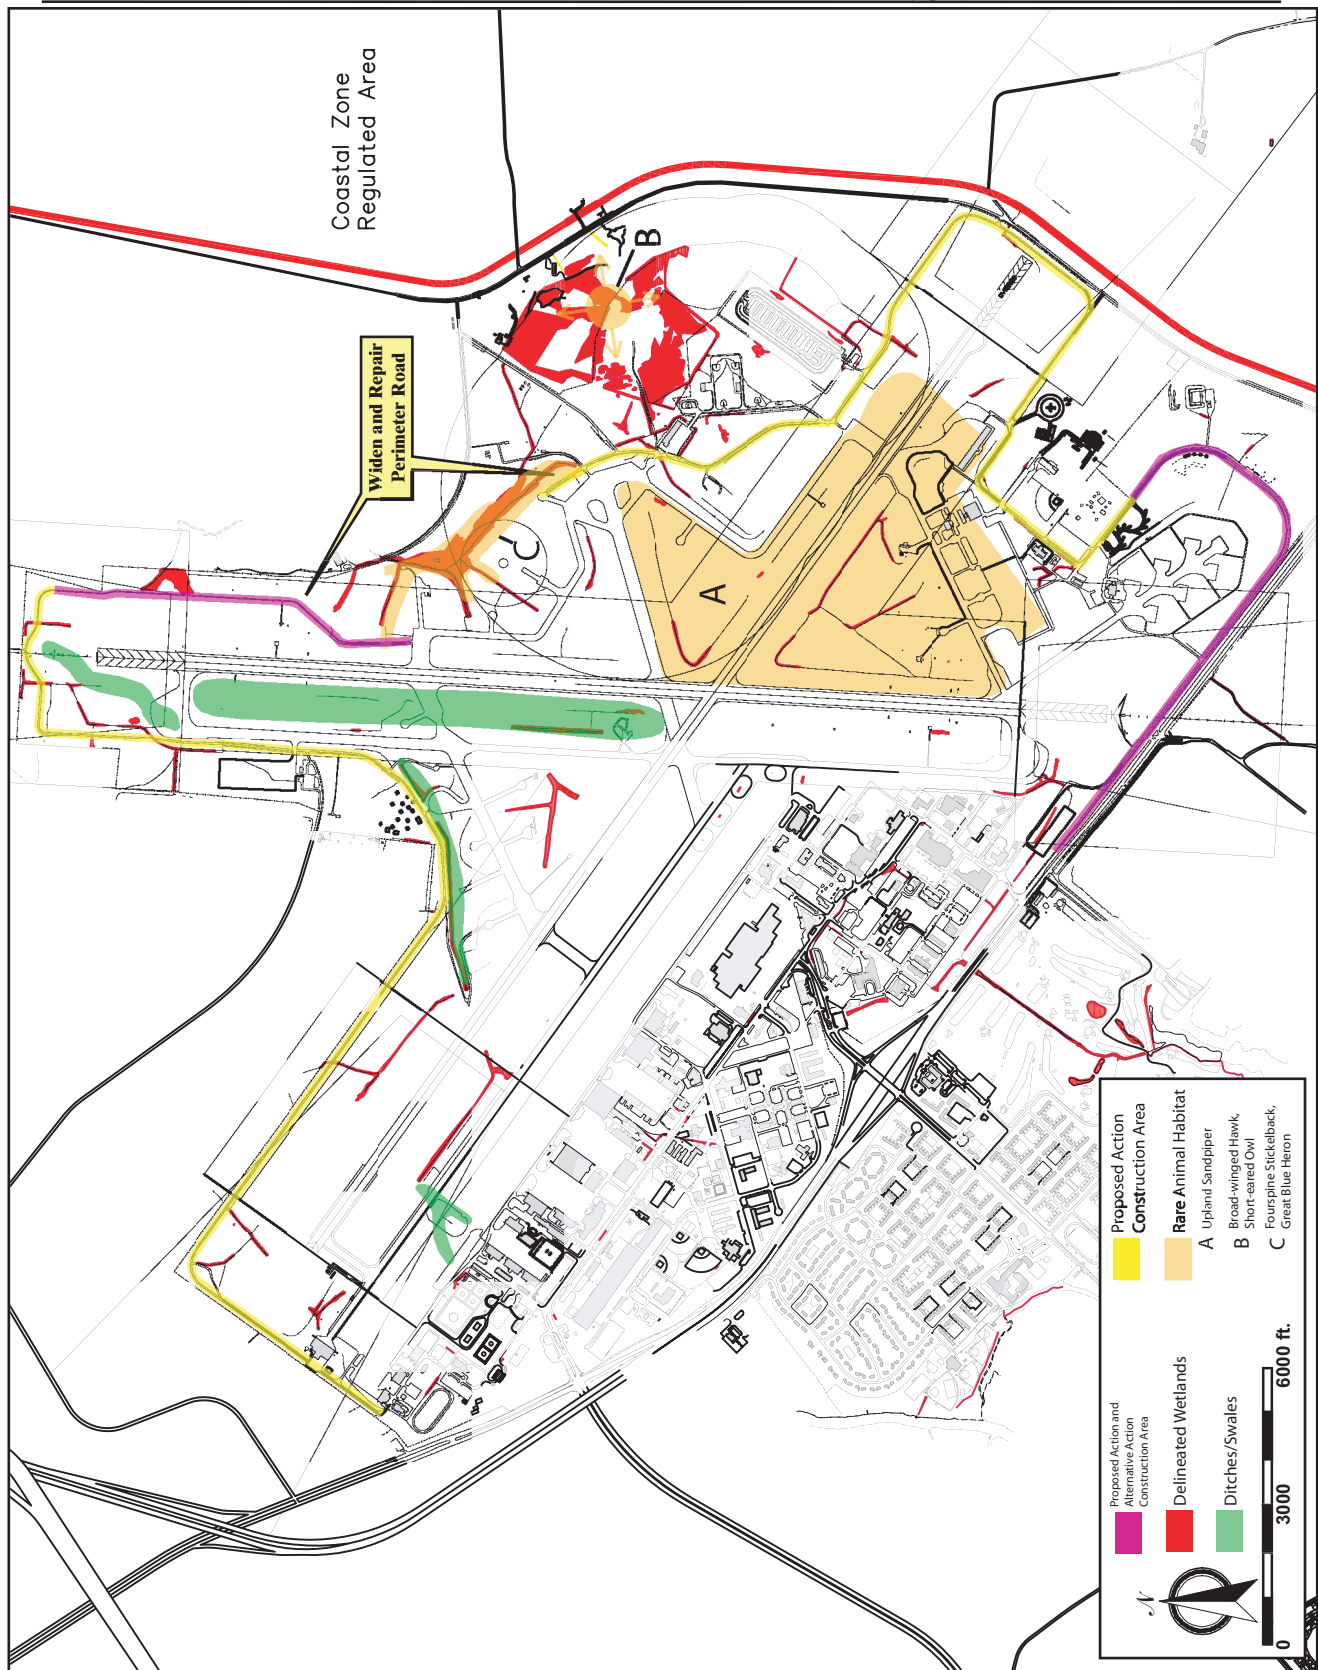 Coastal Zone
Regulated Area
Widen and Repair
Perimeter Road
B
C
A
Proposed Action and
Alternative Action
Construction Area
Delineated Wetlands
Ditches/Swales
Proposed Action
Construction Area
Rare Animal Habitat
A Upland Sandpiper
B Broad-winged Hawk,
Short-eared Owl
C Fourspine Stickelback,
Great Blue Heron
N
0 3000 6000 ft.